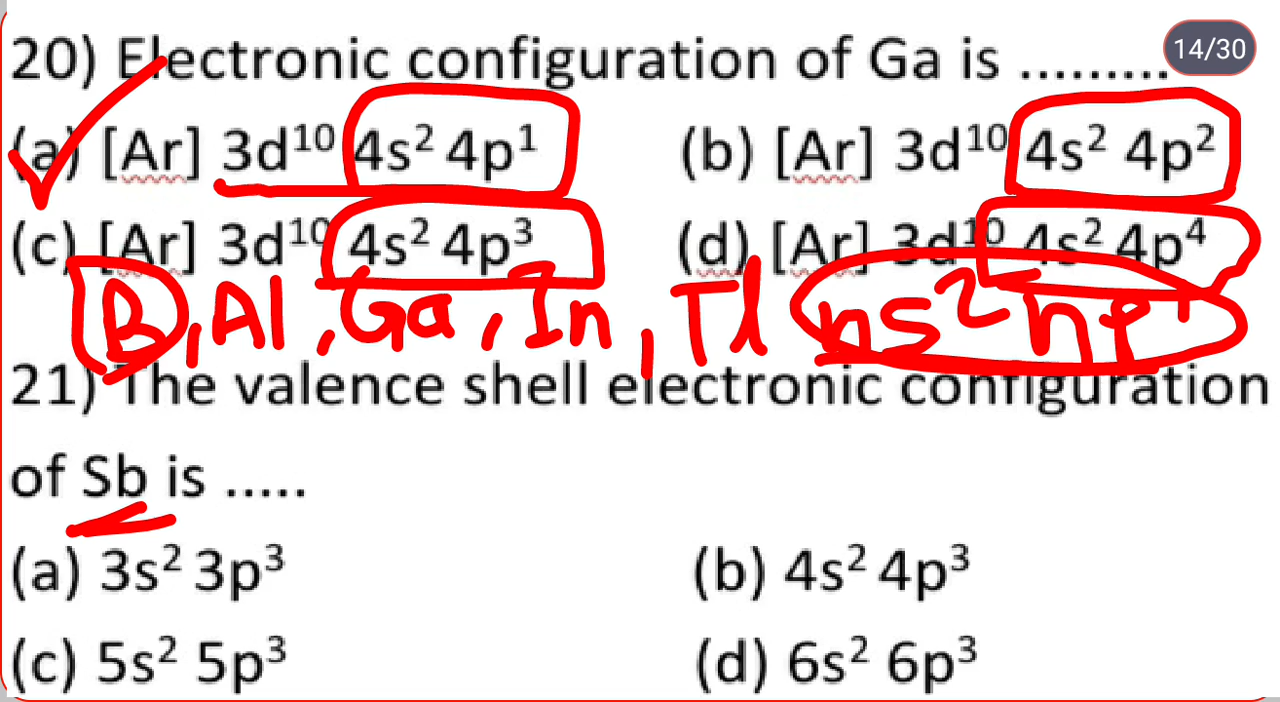 20) Electronic configuration of Ga is .......... 14/30
(a) [Ar] 3d¹⁰ 4s² 4p¹ (b) [Ar] 3d¹⁰ 4s² 4p²
(c) [Ar] 3d¹⁰ 4s² 4p³ (d) [Ar] 3d¹⁰ 4s² 4p⁴
B, Al, Ga, In, Tl ns² np¹
21) The valence shell electronic configuration
of Sb is .....
(a) 3s² 3p³ (b) 4s² 4p³
(c) 5s² 5p³ (d) 6s² 6p³